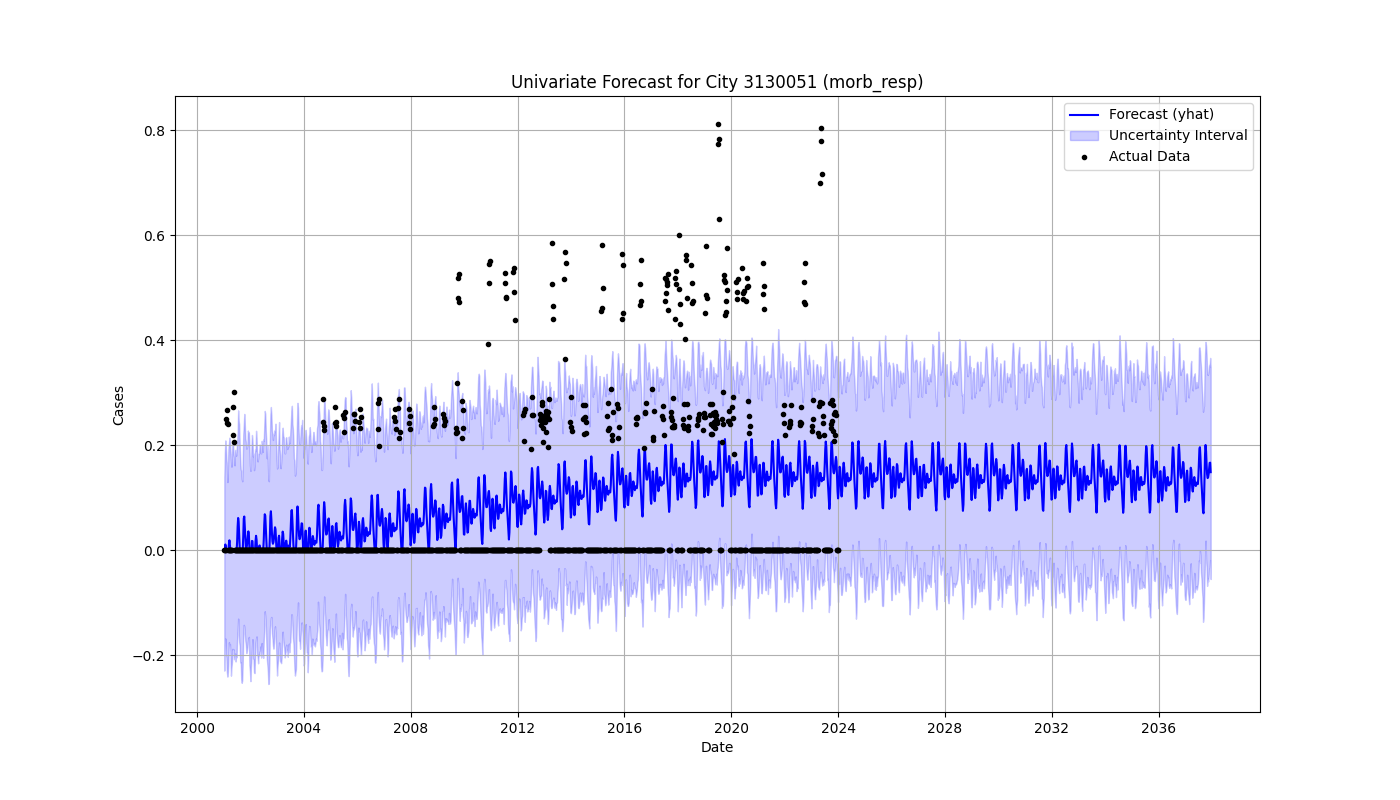 Univariate Forecast for City 3130051 (morb_resp)
Forecast (yhat)
Uncertainty Interval
Actual Data
Cases
0.8
0.6
0.4
0.2
0.0
−0.2
2000 2004 2008 2012 2016 2020 2024 2028 2032 2036
Date